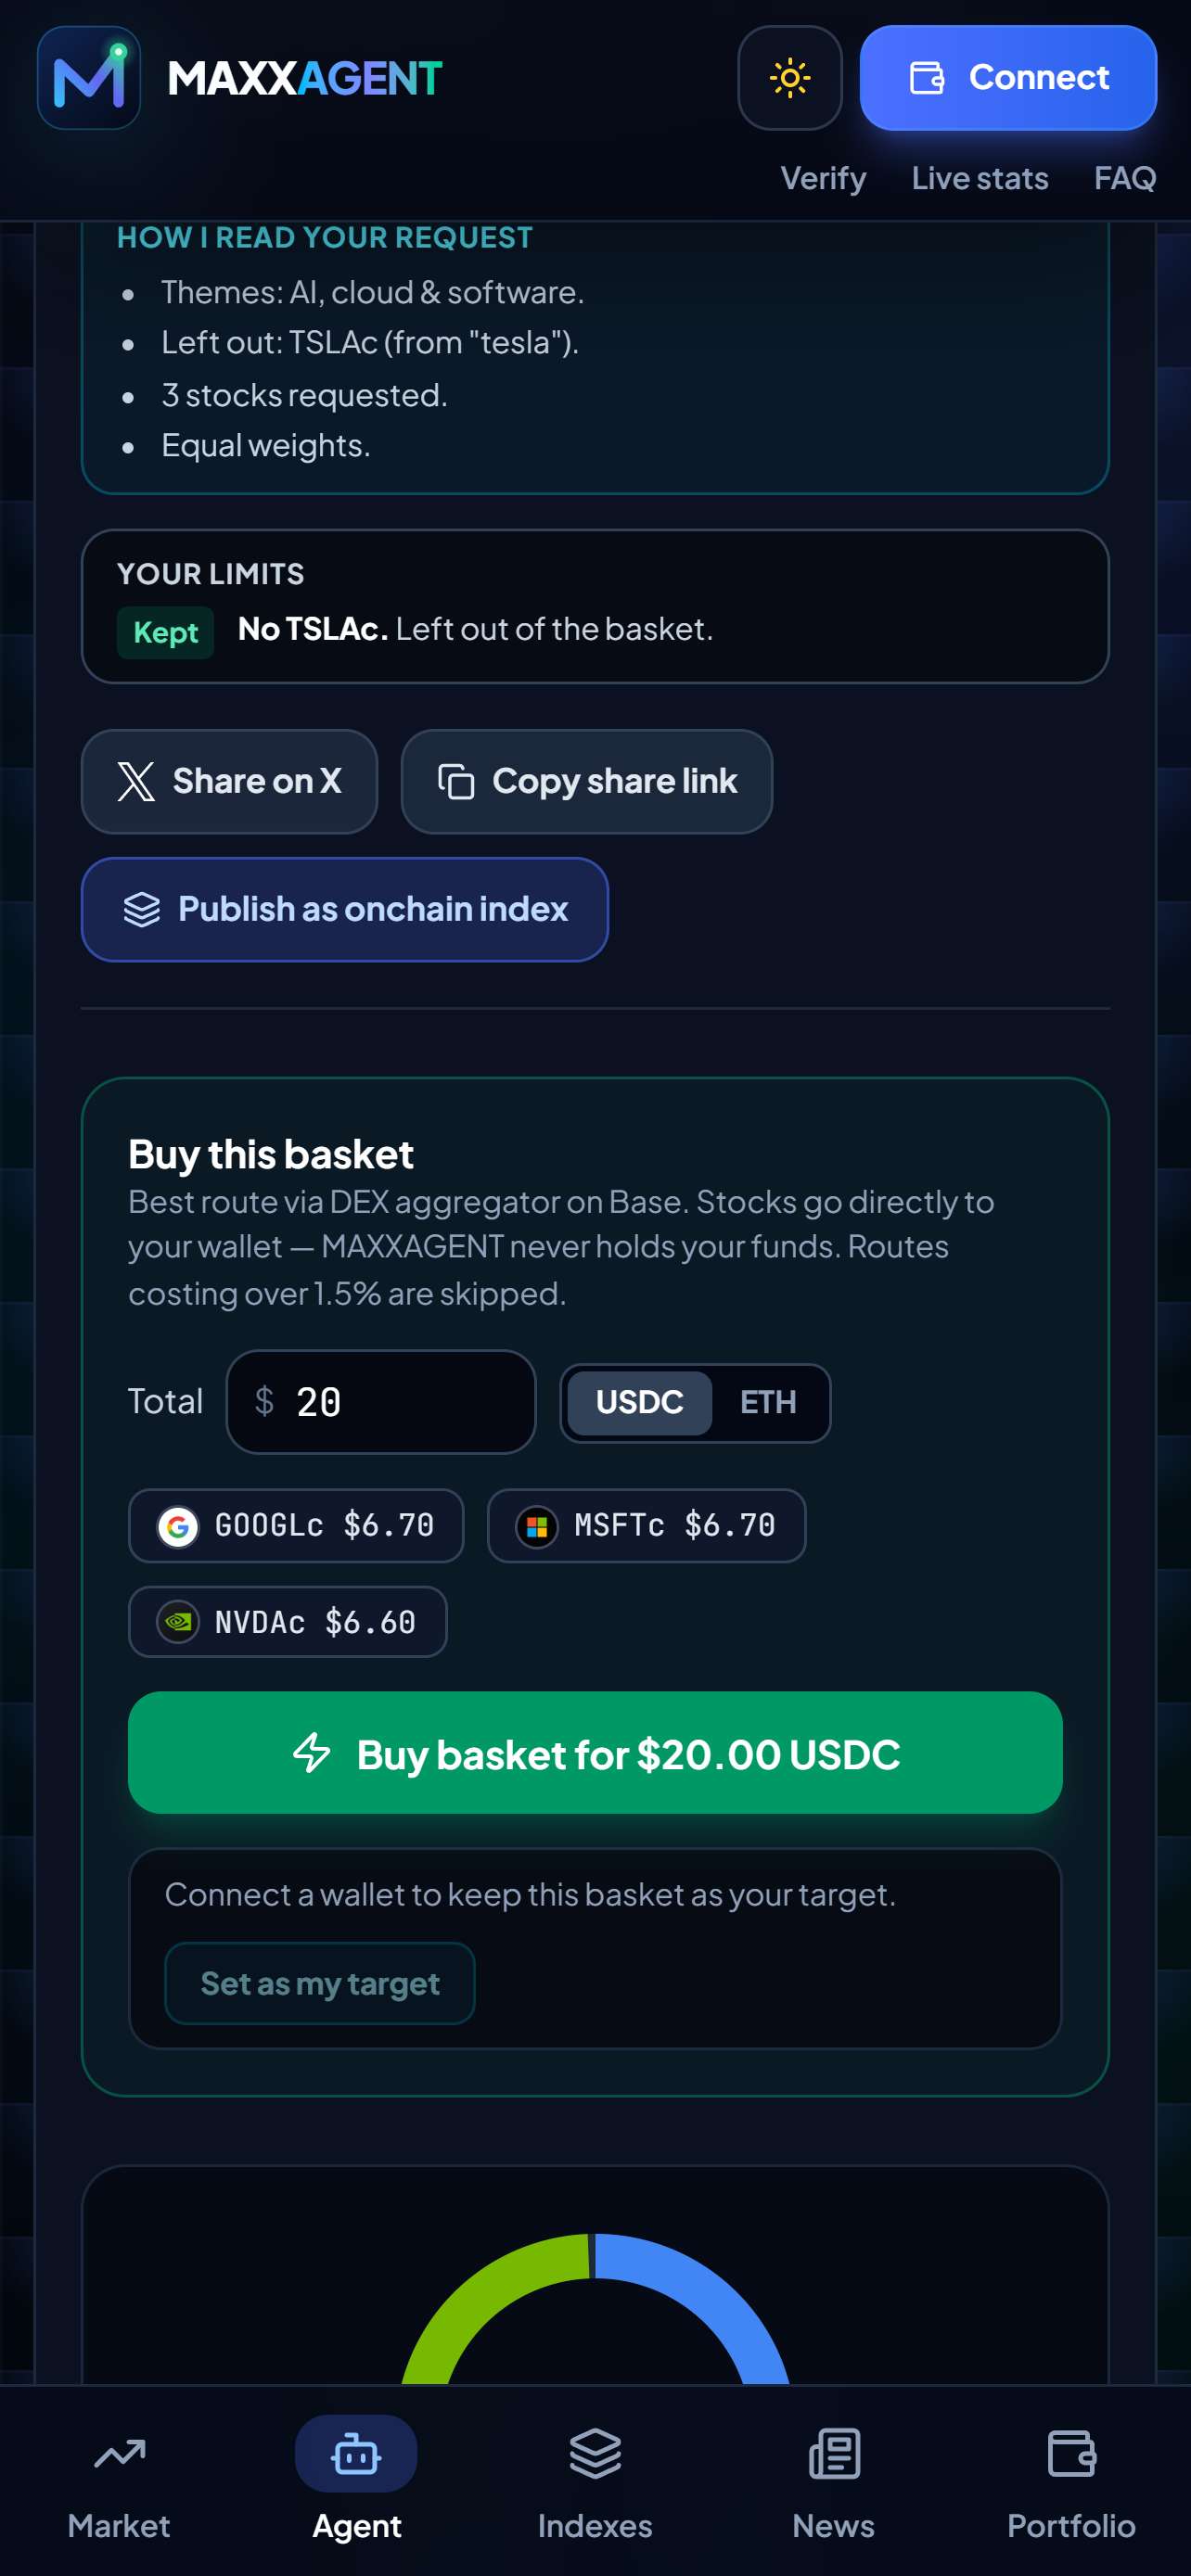 MAXXAGENT
Connect
Verify
Live stats
FAQ
HOW I READ YOUR REQUEST
• Themes: AI, cloud & software.
• Left out: TSLAc (from "tesla").
• 3 stocks requested.
• Equal weights.
YOUR LIMITS
Kept No TSLAc. Left out of the basket.
Share on X
Copy share link
Publish as onchain index
Buy this basket
Best route via DEX aggregator on Base. Stocks go directly to
your wallet — MAXXAGENT never holds your funds. Routes
costing over 1.5% are skipped.
Total $ 20 USDC ETH
GOOGLc $6.70
MSFTc $6.70
NVDAc $6.60
Buy basket for $20.00 USDC
Connect a wallet to keep this basket as your target.
Set as my target
Market
Agent
Indexes
News
Portfolio